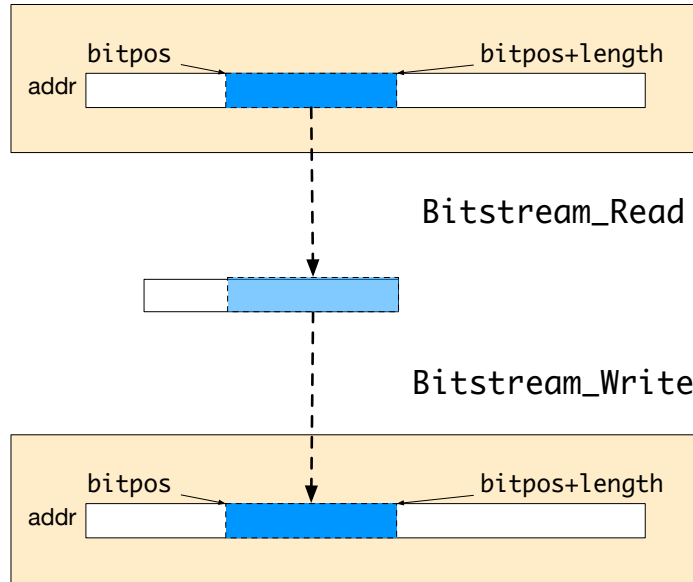 bitpos bitpos+length
addr
Bitstream_Read
Bitstream_Write
bitpos bitpos+length
addr